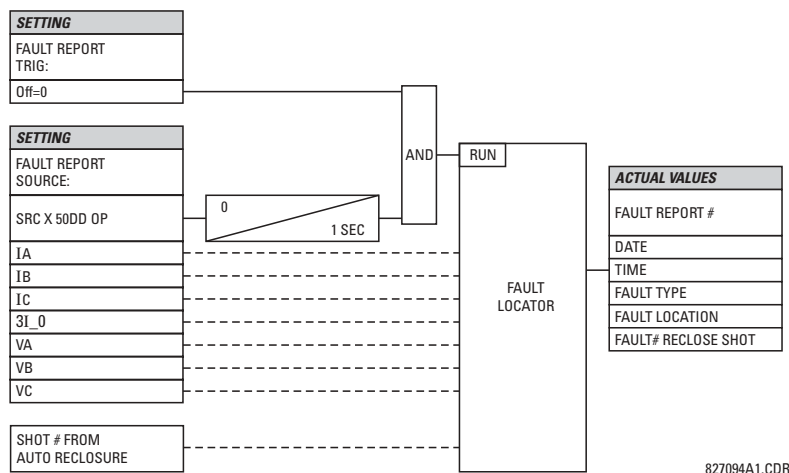 SETTING
FAULT REPORT
TRIG:
Off=0
SETTING
FAULT REPORT
SOURCE:
SRC X 50DD OP
IA
IB
IC
3I_0
VA
VB
VC
SHOT # FROM
AUTO RECLOSURE
0
1 SEC
AND
RUN
FAULT
LOCATOR
ACTUAL VALUES
FAULT REPORT #
DATE
TIME
FAULT TYPE
FAULT LOCATION
FAULT# RECLOSE SHOT
827094A1.CDR